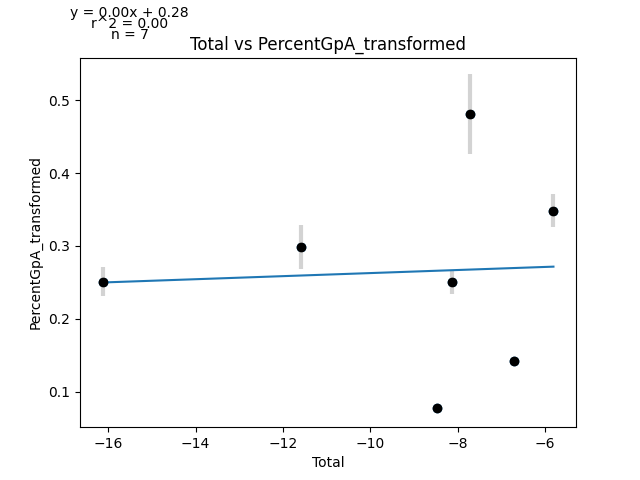 y = 0.00x + 0.28
r^2 = 0.00
n = 7
Total vs PercentGpA_transformed
PercentGpA_transformed
0.5
0.4
0.3
0.2
0.1
−16
−14
−12
−10
−8
−6
Total